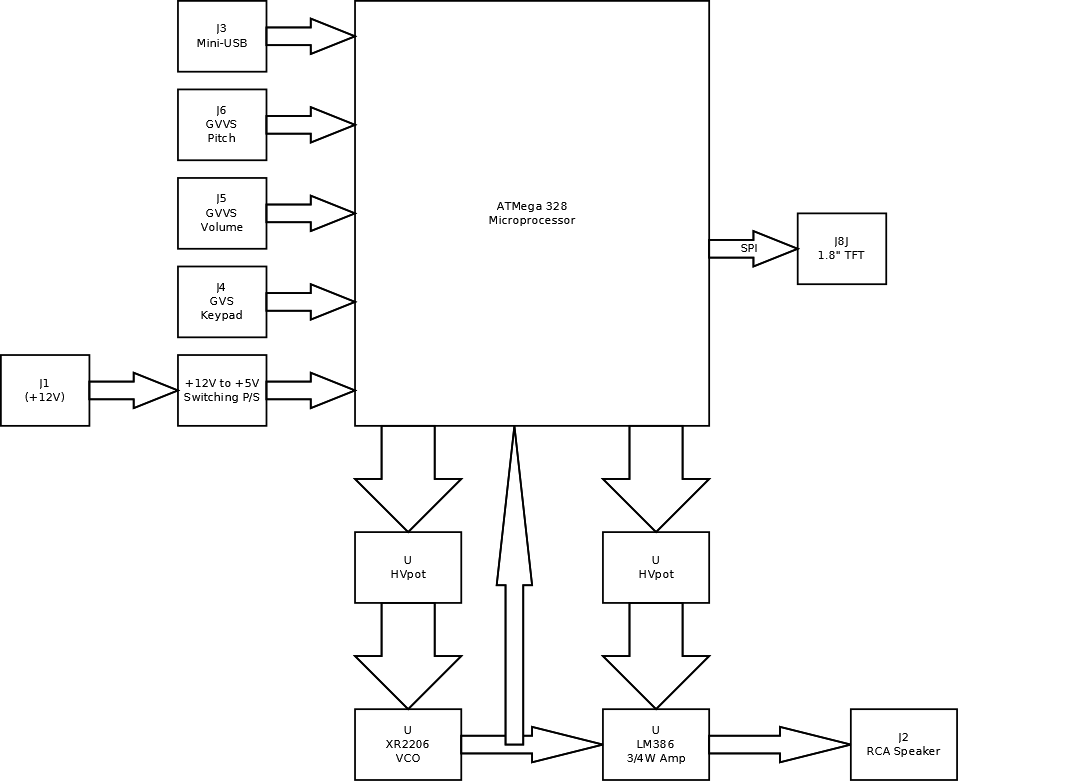 J3
Mini-USB
J6
GVVS
Pitch
J5
GVVS
Volume
J4
GVS
Keypad
J1
(+12V)
+12V to +5V
Switching P/S
ATMega 328
Microprocessor
SPI
J8J
1.8" TFT
U
HVpot
U
HVpot
U
XR2206
VCO
U
LM386
3/4W Amp
J2
RCA Speaker